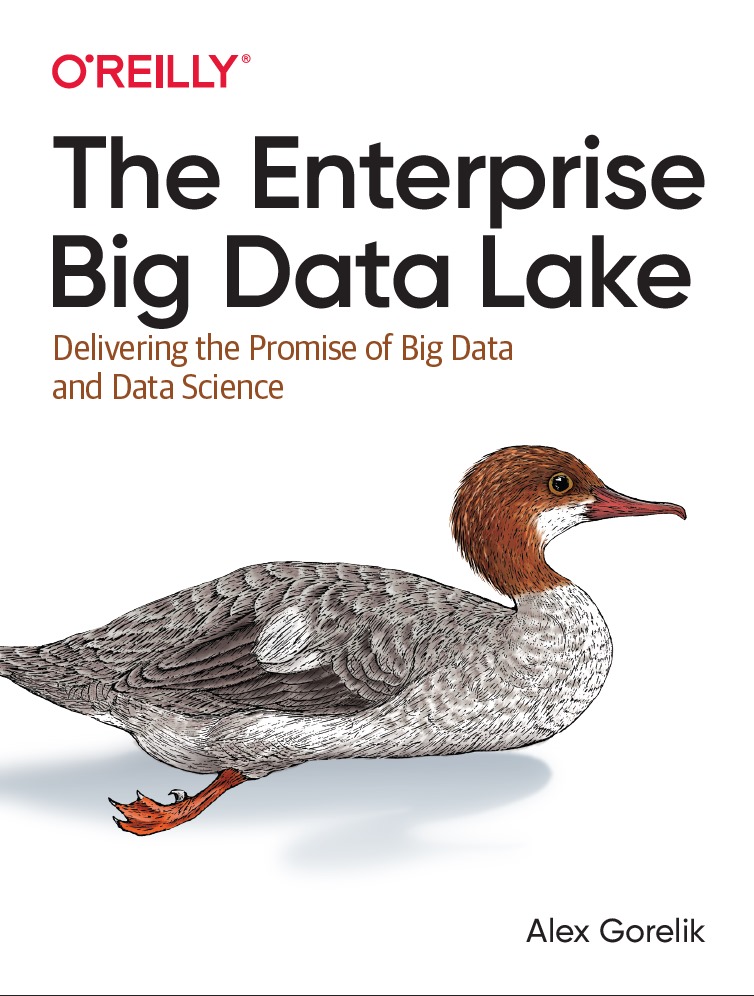 O'REILLY®
The Enterprise
Big Data Lake
Delivering the Promise of Big Data
and Data Science
Alex Gorelik